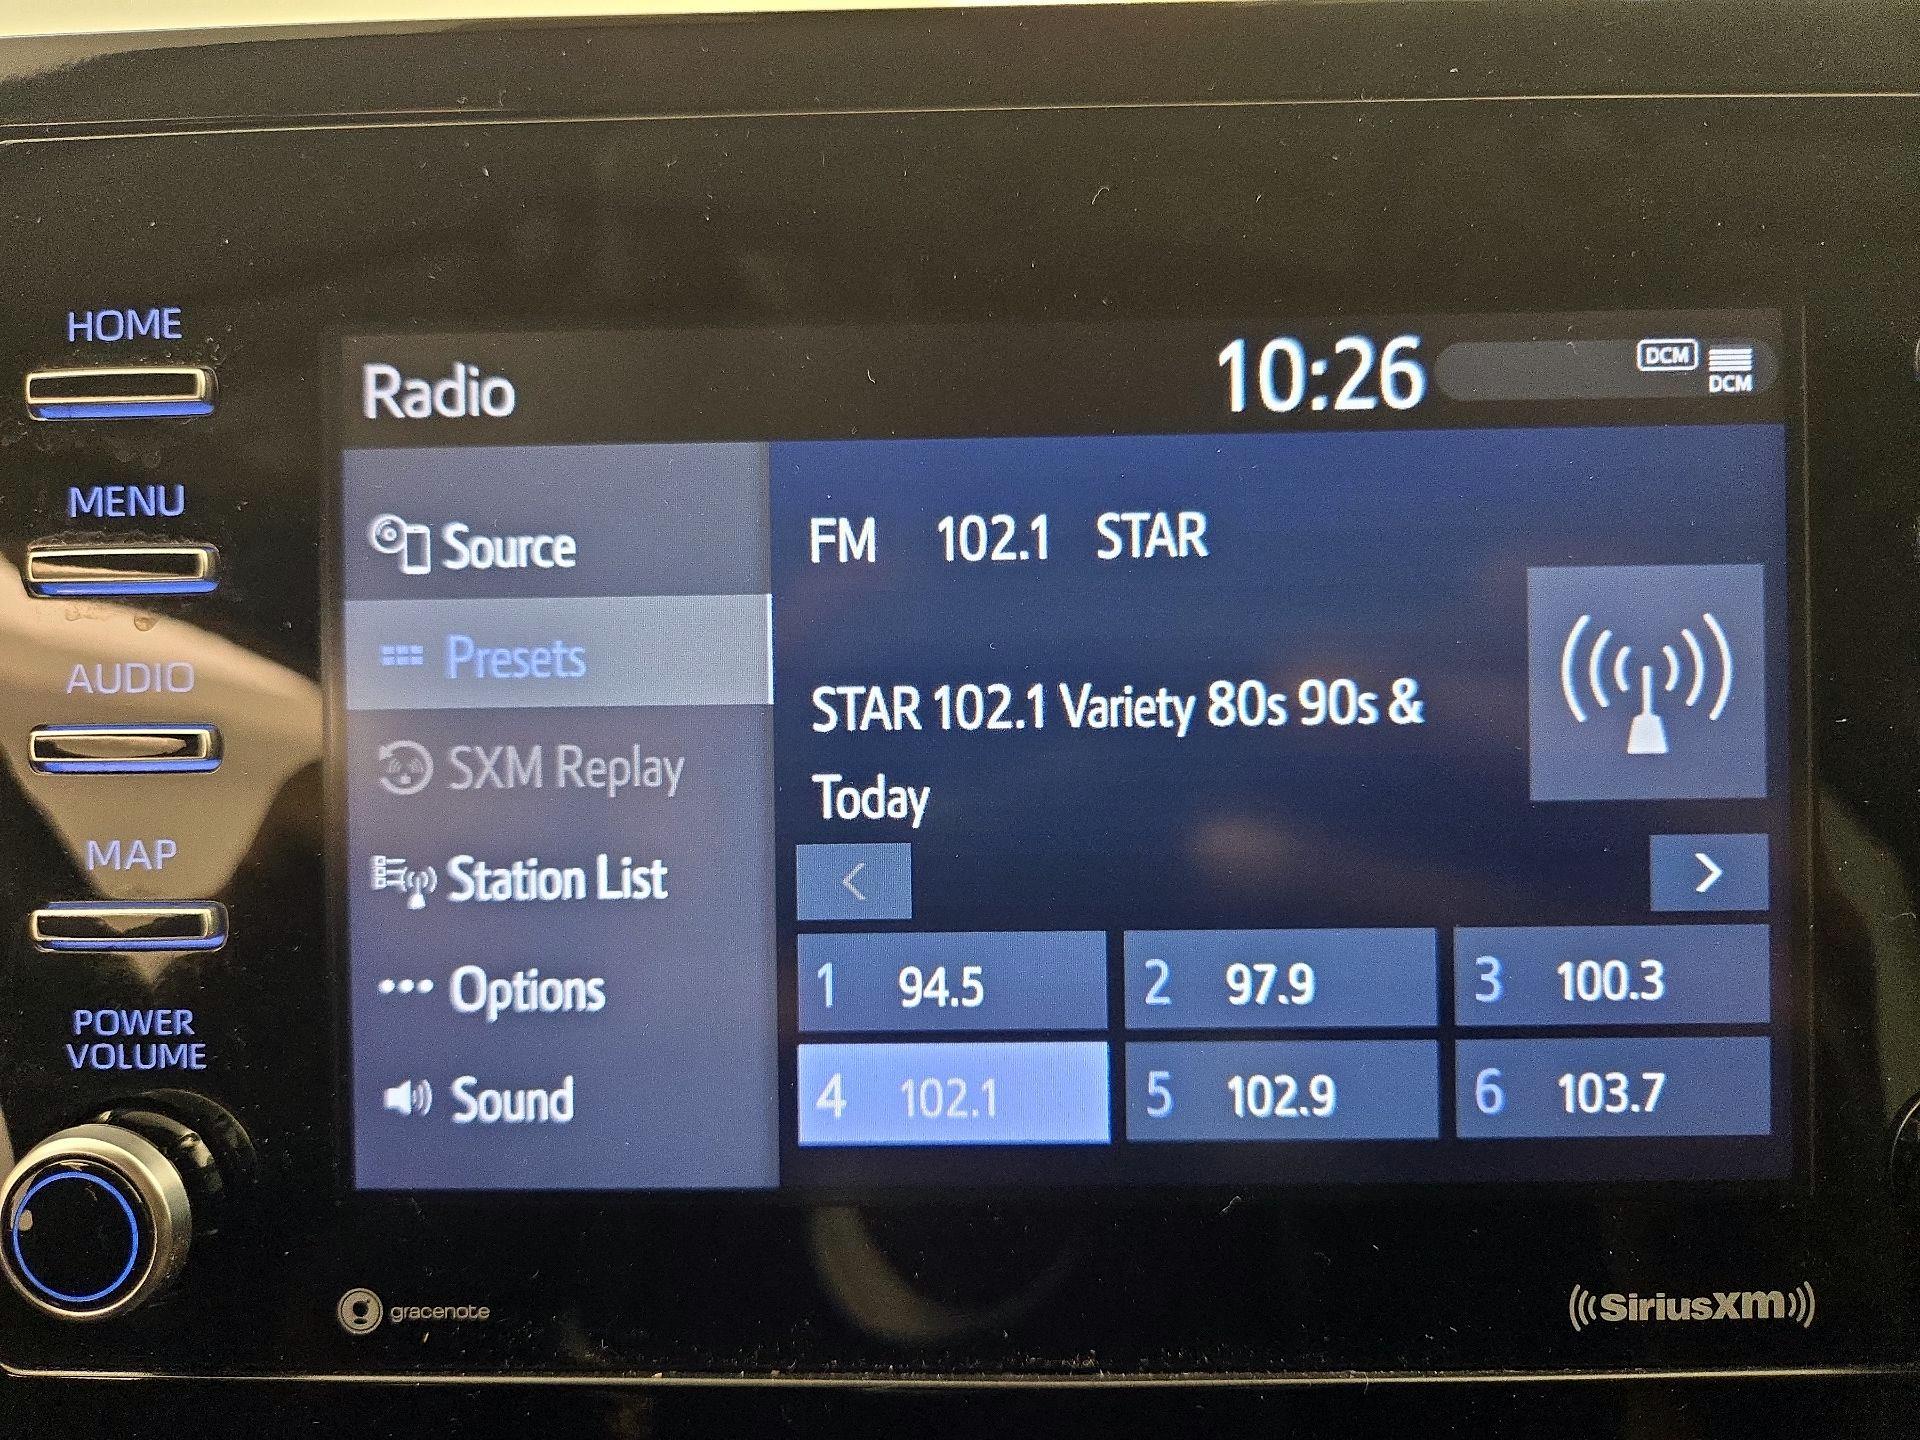 HOME
MENU
AUDIO
MAP
POWER
VOLUME
Radio
10:26
DCM
DCM
Source
Presets
SXM Replay
Station List
Options
Sound
FM 102.1 STAR
STAR 102.1 Variety 80s 90s &
Today
<
>
1 94.5
2 97.9
3 100.3
4 102.1
5 102.9
6 103.7
gracenote
SiriusXM